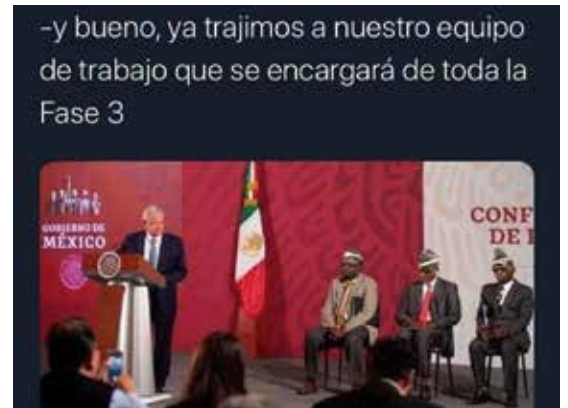 -y bueno, ya trajimos a nuestro equipo
de trabajo que se encargará de toda la
Fase 3
GOBIERNO DE
MÉXICO
CONF
DE